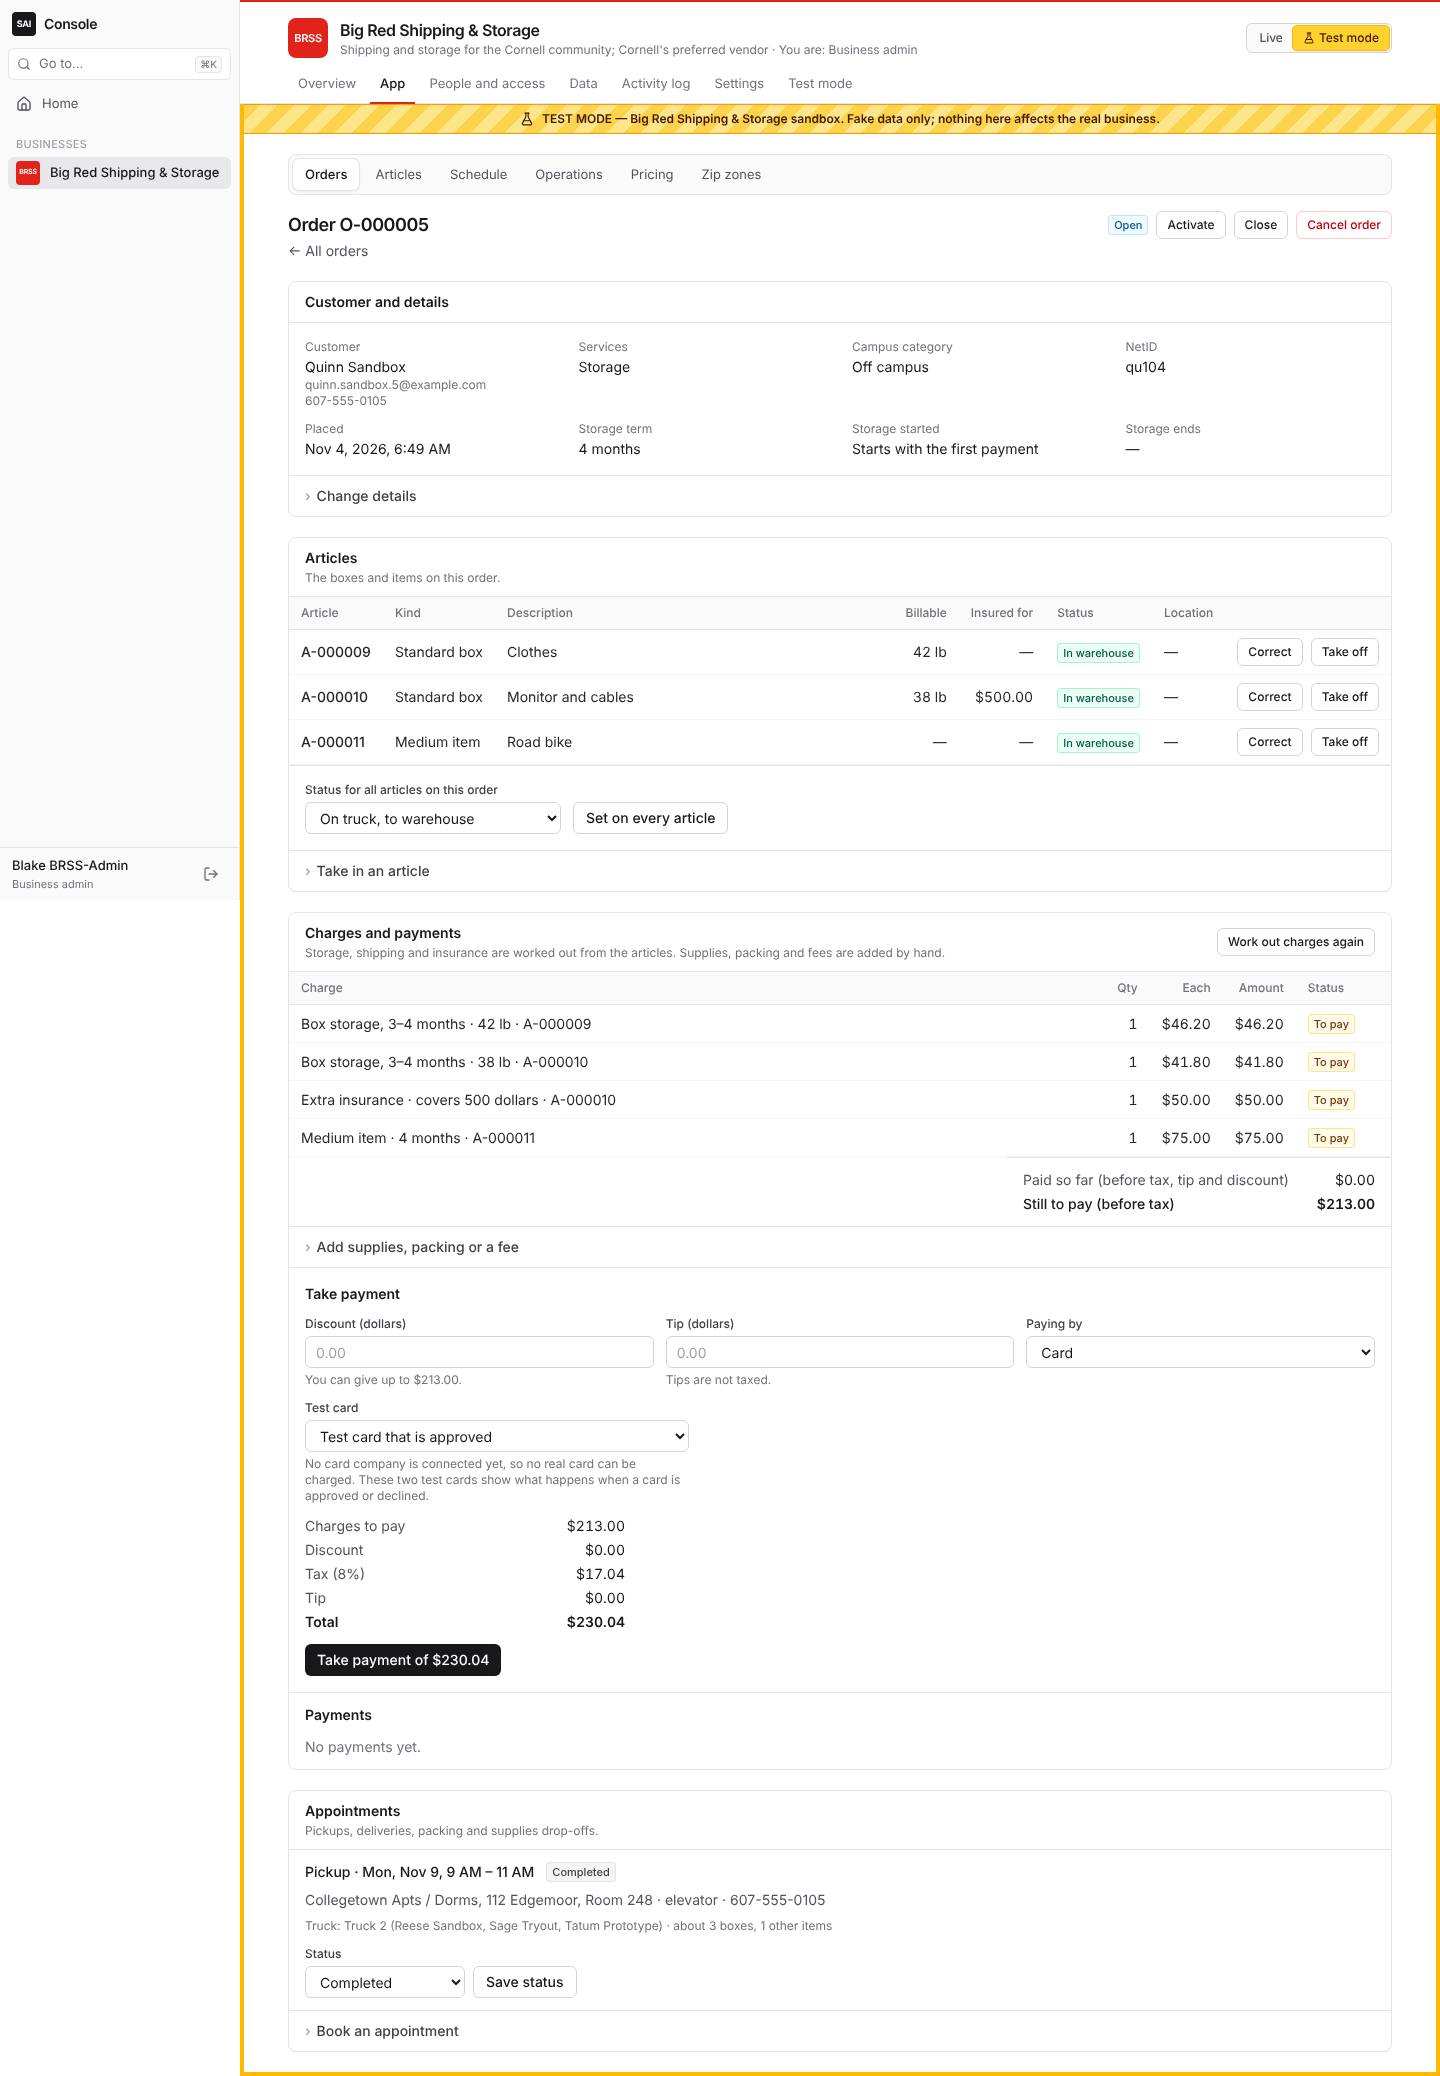 SAI Console
Go to... ⌘K
Home
BUSINESSES
BRSS Big Red Shipping & Storage
Blake BRSS-Admin
Business admin
BRSS
Big Red Shipping & Storage
Shipping and storage for the Cornell community; Cornell's preferred vendor · You are: Business admin
Live Test mode
Overview App People and access Data Activity log Settings Test mode
TEST MODE — Big Red Shipping & Storage sandbox. Fake data only; nothing here affects the real business.
Orders Articles Schedule Operations Pricing Zip zones
Order O-000005
Open Activate Close Cancel order
← All orders
Customer and details
Customer Services Campus category NetID
Quinn Sandbox Storage Off campus qu104
quinn.sandbox.5@example.com
607-555-0105
Placed Storage term Storage started Storage ends
Nov 4, 2026, 6:49 AM 4 months Starts with the first payment —
› Change details
Articles
The boxes and items on this order.
Article Kind Description Billable Insured for Status Location
A-000009 Standard box Clothes 42 lb — In warehouse — Correct Take off
A-000010 Standard box Monitor and cables 38 lb $500.00 In warehouse — Correct Take off
A-000011 Medium item Road bike — — In warehouse — Correct Take off
Status for all articles on this order
On truck, to warehouse Set on every article
› Take in an article
Charges and payments
Storage, shipping and insurance are worked out from the articles. Supplies, packing and fees are added by hand.
Work out charges again
Charge Qty Each Amount Status
Box storage, 3–4 months · 42 lb · A-000009 1 $46.20 $46.20 To pay
Box storage, 3–4 months · 38 lb · A-000010 1 $41.80 $41.80 To pay
Extra insurance · covers 500 dollars · A-000010 1 $50.00 $50.00 To pay
Medium item · 4 months · A-000011 1 $75.00 $75.00 To pay
Paid so far (before tax, tip and discount) $0.00
Still to pay (before tax) $213.00
› Add supplies, packing or a fee
Take payment
Discount (dollars) Tip (dollars) Paying by
0.00 0.00 Card
You can give up to $213.00. Tips are not taxed.
Test card
Test card that is approved
No card company is connected yet, so no real card can be
charged. These two test cards show what happens when a card is
approved or declined.
Charges to pay $213.00
Discount $0.00
Tax (8%) $17.04
Tip $0.00
Total $230.04
Take payment of $230.04
Payments
No payments yet.
Appointments
Pickups, deliveries, packing and supplies drop-offs.
Pickup · Mon, Nov 9, 9 AM – 11 AM Completed
Collegetown Apts / Dorms, 112 Edgemoor, Room 248 · elevator · 607-555-0105
Truck: Truck 2 (Reese Sandbox, Sage Tryout, Tatum Prototype) · about 3 boxes, 1 other items
Status
Completed Save status
› Book an appointment